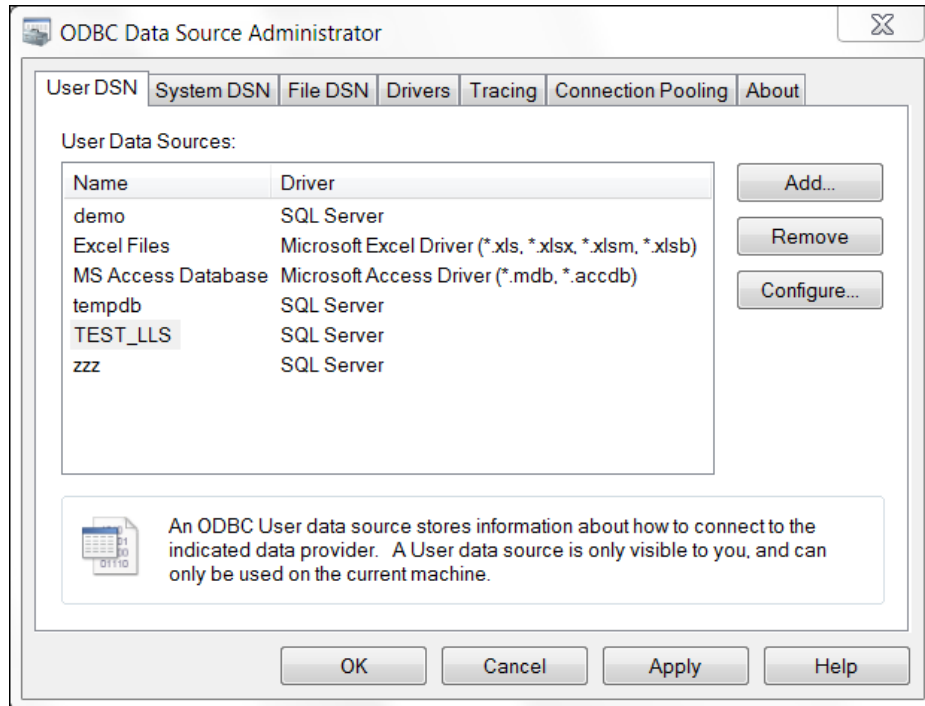 ODBC Data Source Administrator
User DSN System DSN File DSN Drivers Tracing Connection Pooling About
User Data Sources:
Name Driver
demo SQL Server
Excel Files Microsoft Excel Driver (*.xls, *.xlsx, *.xlsm, *.xlsb)
MS Access Database Microsoft Access Driver (*.mdb, *.accdb)
tempdb SQL Server
TEST_LLS SQL Server
zzz SQL Server
Add...
Remove
Configure...
An ODBC User data source stores information about how to connect to the
indicated data provider. A User data source is only visible to you, and can
only be used on the current machine.
OK Cancel Apply Help